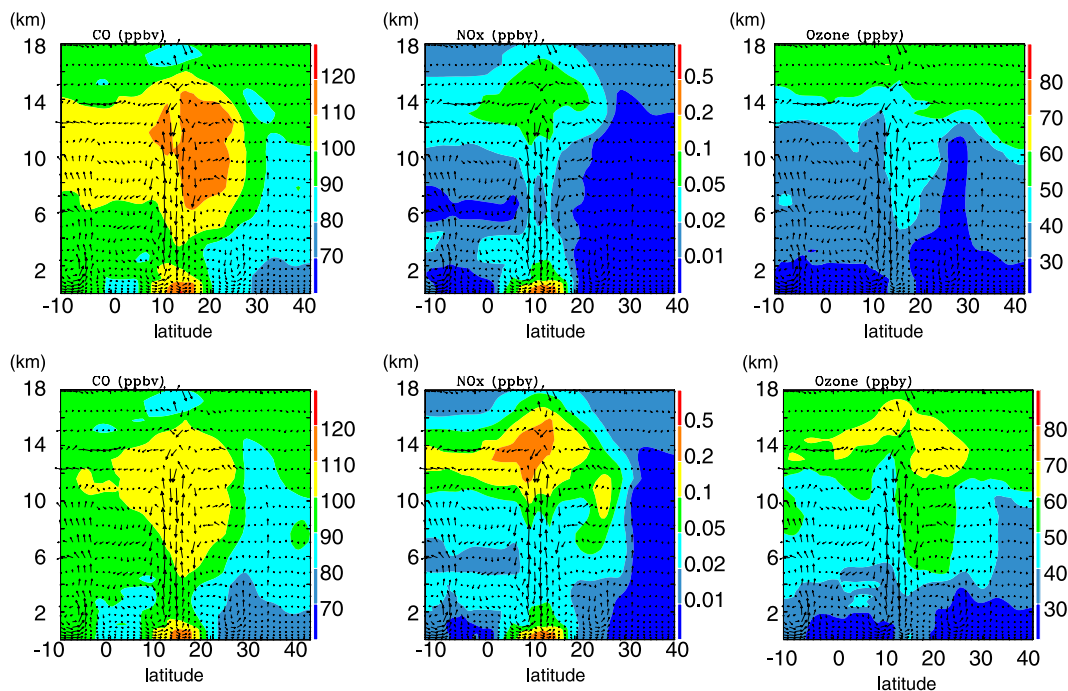 (km) (km) (km)
CO (ppbv), , NOx (ppby), Ozone (ppby)
18 18 18
14 14 14
10 10 10
6 6 6
2 2 2
120 110 100 90 80 70
0.5 0.2 0.1 0.05 0.02 0.01
80 70 60 50 40 30
-10 0 10 20 30 40 -10 0 10 20 30 40 -10 0 10 20 30 40
latitude latitude latitude
(km) (km) (km)
CO (ppbv), , NOx (ppby), Ozone (ppby)
18 18 18
14 14 14
10 10 10
6 6 6
2 2 2
120 110 100 90 80 70
0.5 0.2 0.1 0.05 0.02 0.01
80 70 60 50 40 30
-10 0 10 20 30 40 -10 0 10 20 30 40 -10 0 10 20 30 40
latitude latitude latitude